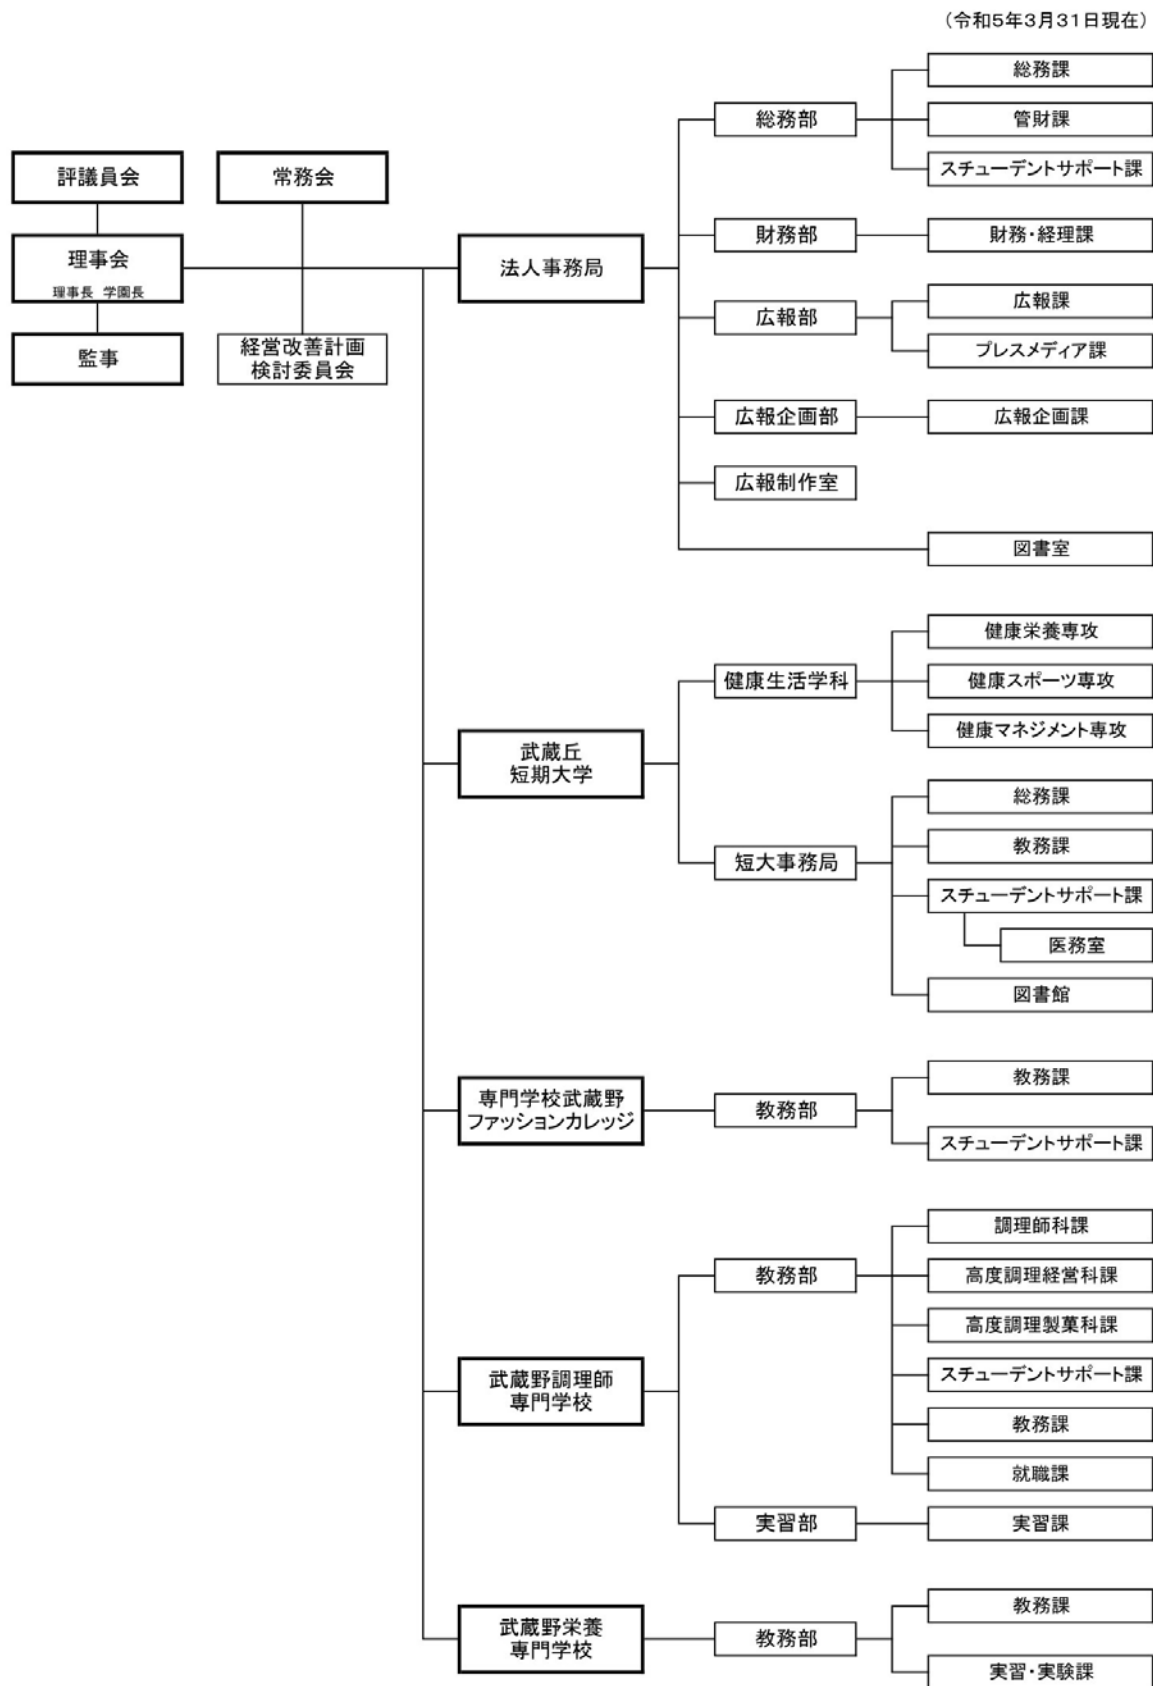 (令和5年3月31日現在)
評議員会
理事会
理事長 学園長
監事
常務会
経営改善計画
検討委員会
法人事務局
総務部
総務課
管財課
スチューデントサポート課
財務部
財務・経理課
広報部
広報課
プレスメディア課
広報企画部
広報企画課
広報制作室
図書室
武蔵丘
短期大学
健康生活学科
健康栄養専攻
健康スポーツ専攻
健康マネジメント専攻
短大事務局
総務課
教務課
スチューデントサポート課
医務室
図書館
専門学校武蔵野
ファッションカレッジ
教務部
教務課
スチューデントサポート課
武蔵野調理師
専門学校
教務部
調理師科課
高度調理経営科課
高度調理製菓科課
スチューデントサポート課
教務課
就職課
実習部
実習課
武蔵野栄養
専門学校
教務部
教務課
実習・実験課